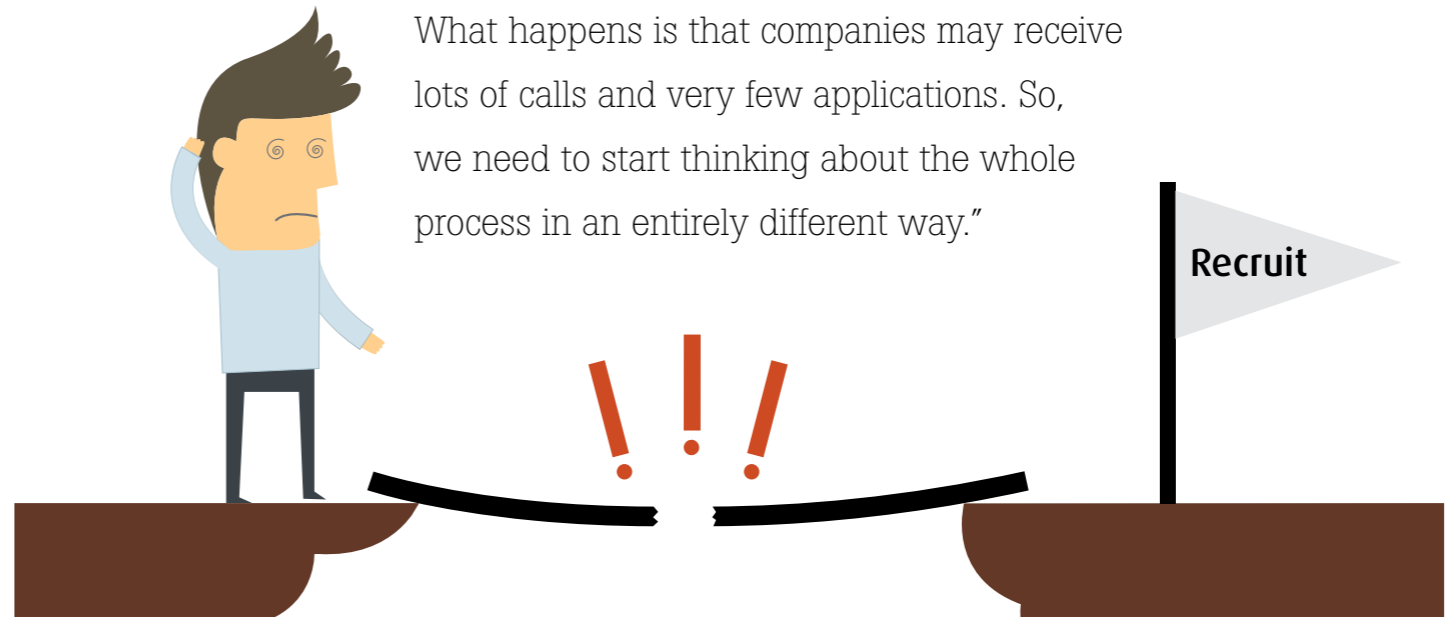 What happens is that companies may receive
lots of calls and very few applications. So,
we need to start thinking about the whole
process in an entirely different way.”
Recruit